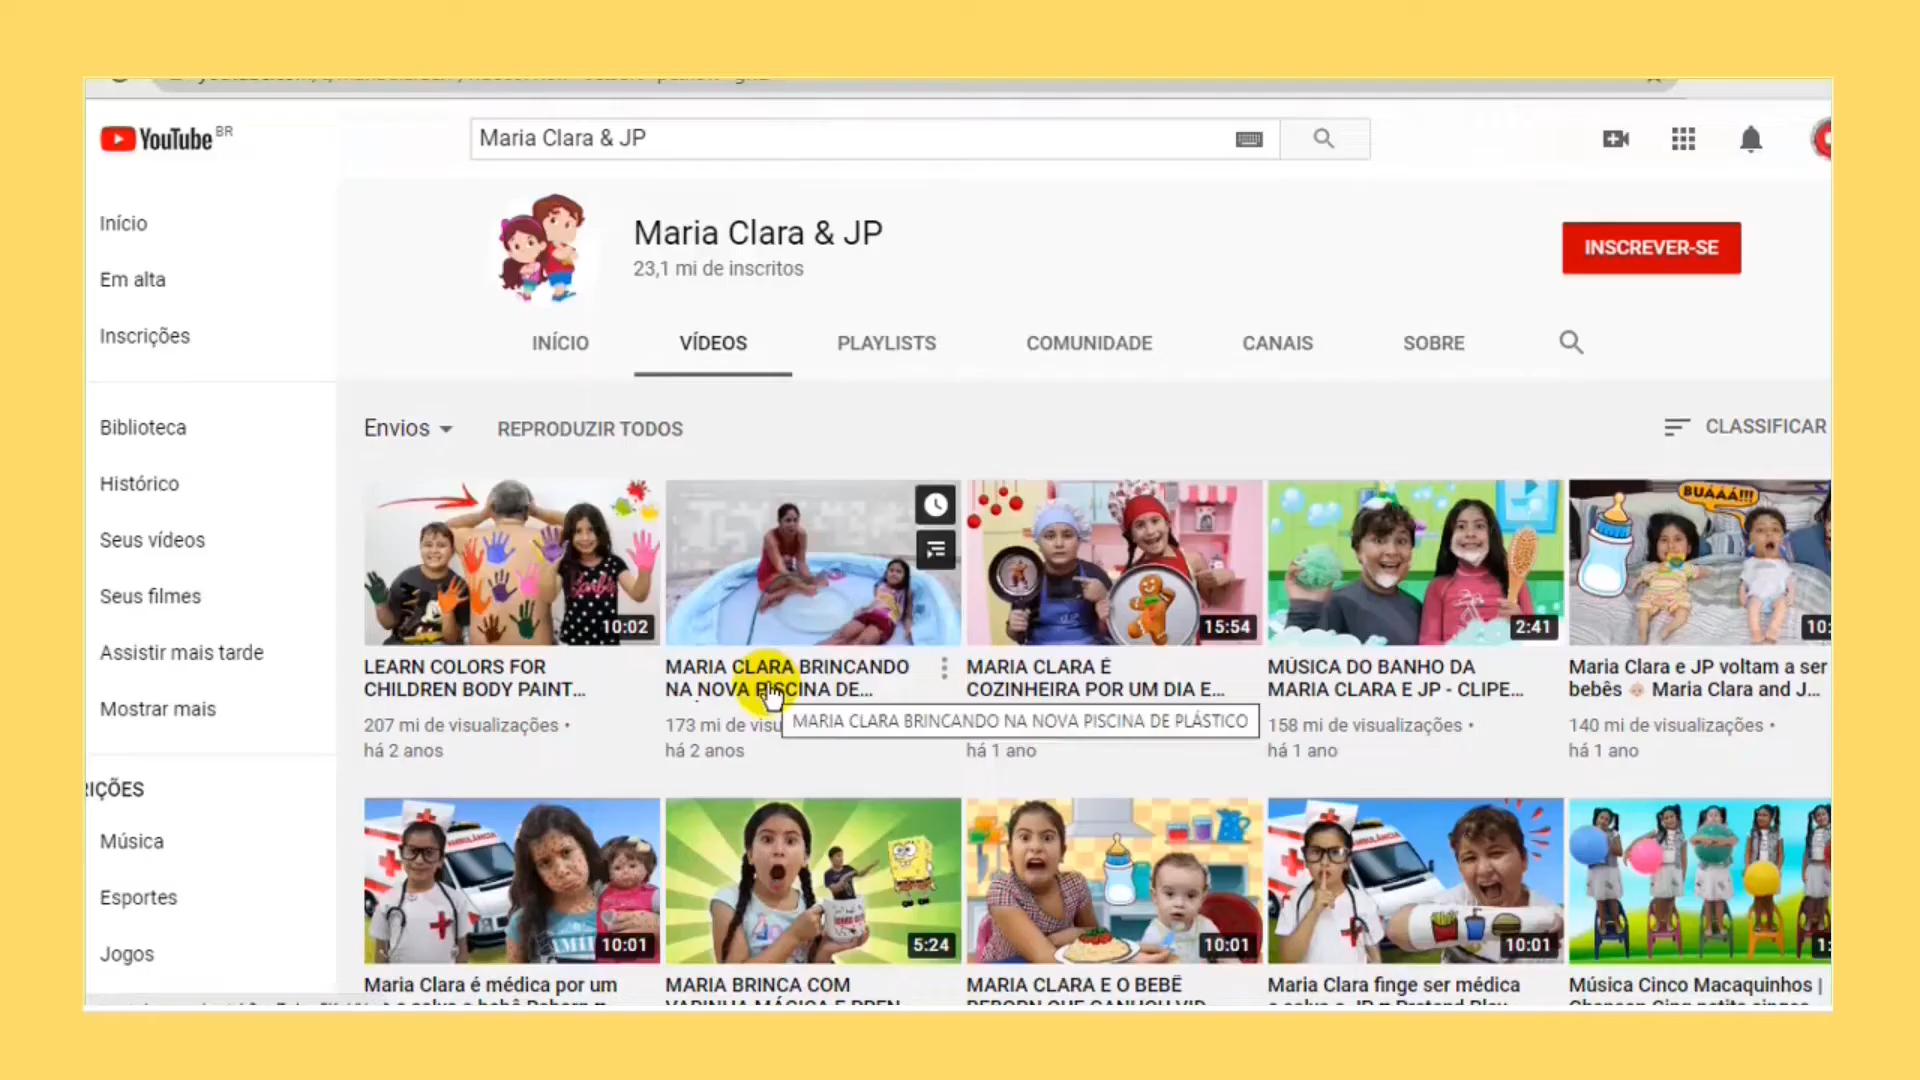 YouTube BR
Maria Clara & JP
Início
Em alta
Inscrições
Biblioteca
Histórico
Seus vídeos
Seus filmes
Assistir mais tarde
Mostrar mais
RIÇÕES
Música
Esportes
Jogos
Maria Clara & JP
23,1 mi de inscritos
INSCREVER-SE
INÍCIO
VÍDEOS
PLAYLISTS
COMUNIDADE
CANAIS
SOBRE
Envios
REPRODUZIR TODOS
CLASSIFICAR
10:02
LEARN COLORS FOR
CHILDREN BODY PAINT...
207 mi de visualizações •
há 2 anos
MARIA CLARA BRINCANDO
NA NOVA PISCINA DE...
173 mi de visu
há 2 anos
MARIA CLARA BRINCANDO NA NOVA PISCINA DE PLÁSTICO
15:54
MARIA CLARA É
COZINHEIRA POR UM DIA E...
há 1 ano
2:41
MÚSICA DO BANHO DA
MARIA CLARA E JP - CLIPE...
158 mi de visualizações •
há 1 ano
BUÁÁÁ!!!
10:
Maria Clara e JP voltam a ser
bebês 👶🏻 Maria Clara and J...
140 mi de visualizações •
há 1 ano
AMBULÂNCIA
10:01
Maria Clara é médica por um
5:24
MARIA BRINCA COM
10:01
MARIA CLARA E O BEBÊ
10:01
Maria Clara finge ser médica
1:
Música Cinco Macaquinhos |